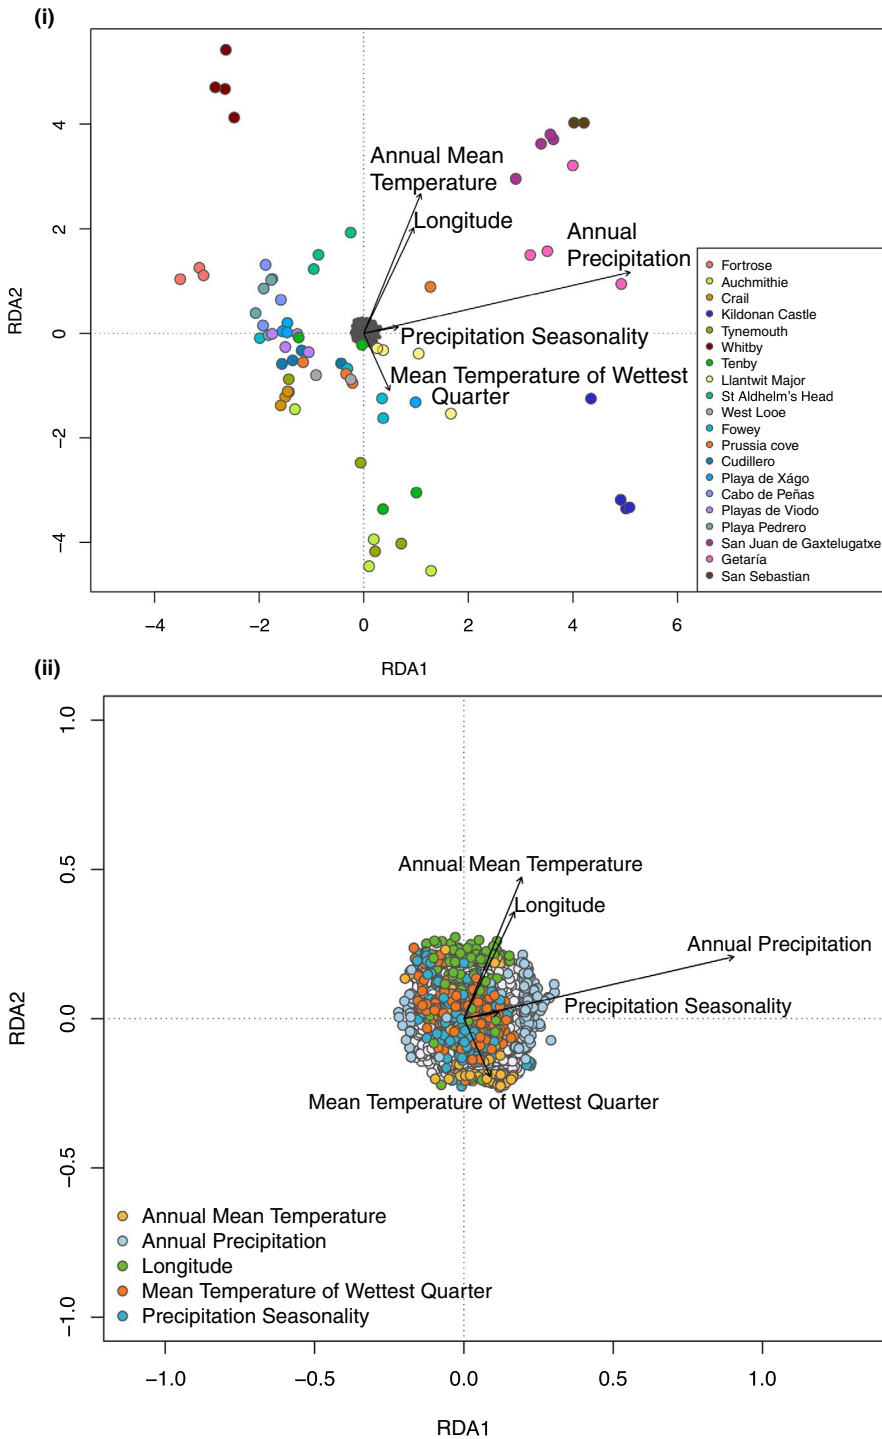 (i)
4
2
0
−2
−4
RDA2
Annual Mean
Temperature
Longitude
Annual
Precipitation
Precipitation Seasonality
Mean Temperature of Wettest
Quarter
Fortrose
Auchmithie
Crail
Kildonan Castle
Tynemouth
Whitby
Tenby
Llantwit Major
St Aldhelm's Head
West Looe
Fowey
Prussia cove
Cudillero
Playa de Xágo
Cabo de Peñas
Playas de Viodo
Playa Pedrero
San Juan de Gaxtelugatxe
Getaría
San Sebastian
−4 −2 0 2 4 6
RDA1
(ii)
1.0
0.5
0.0
−0.5
−1.0
RDA2
Annual Mean Temperature
Longitude
Annual Precipitation
Precipitation Seasonality
Mean Temperature of Wettest Quarter
Annual Mean Temperature
Annual Precipitation
Longitude
Mean Temperature of Wettest Quarter
Precipitation Seasonality
−1.0 −0.5 0.0 0.5 1.0
RDA1